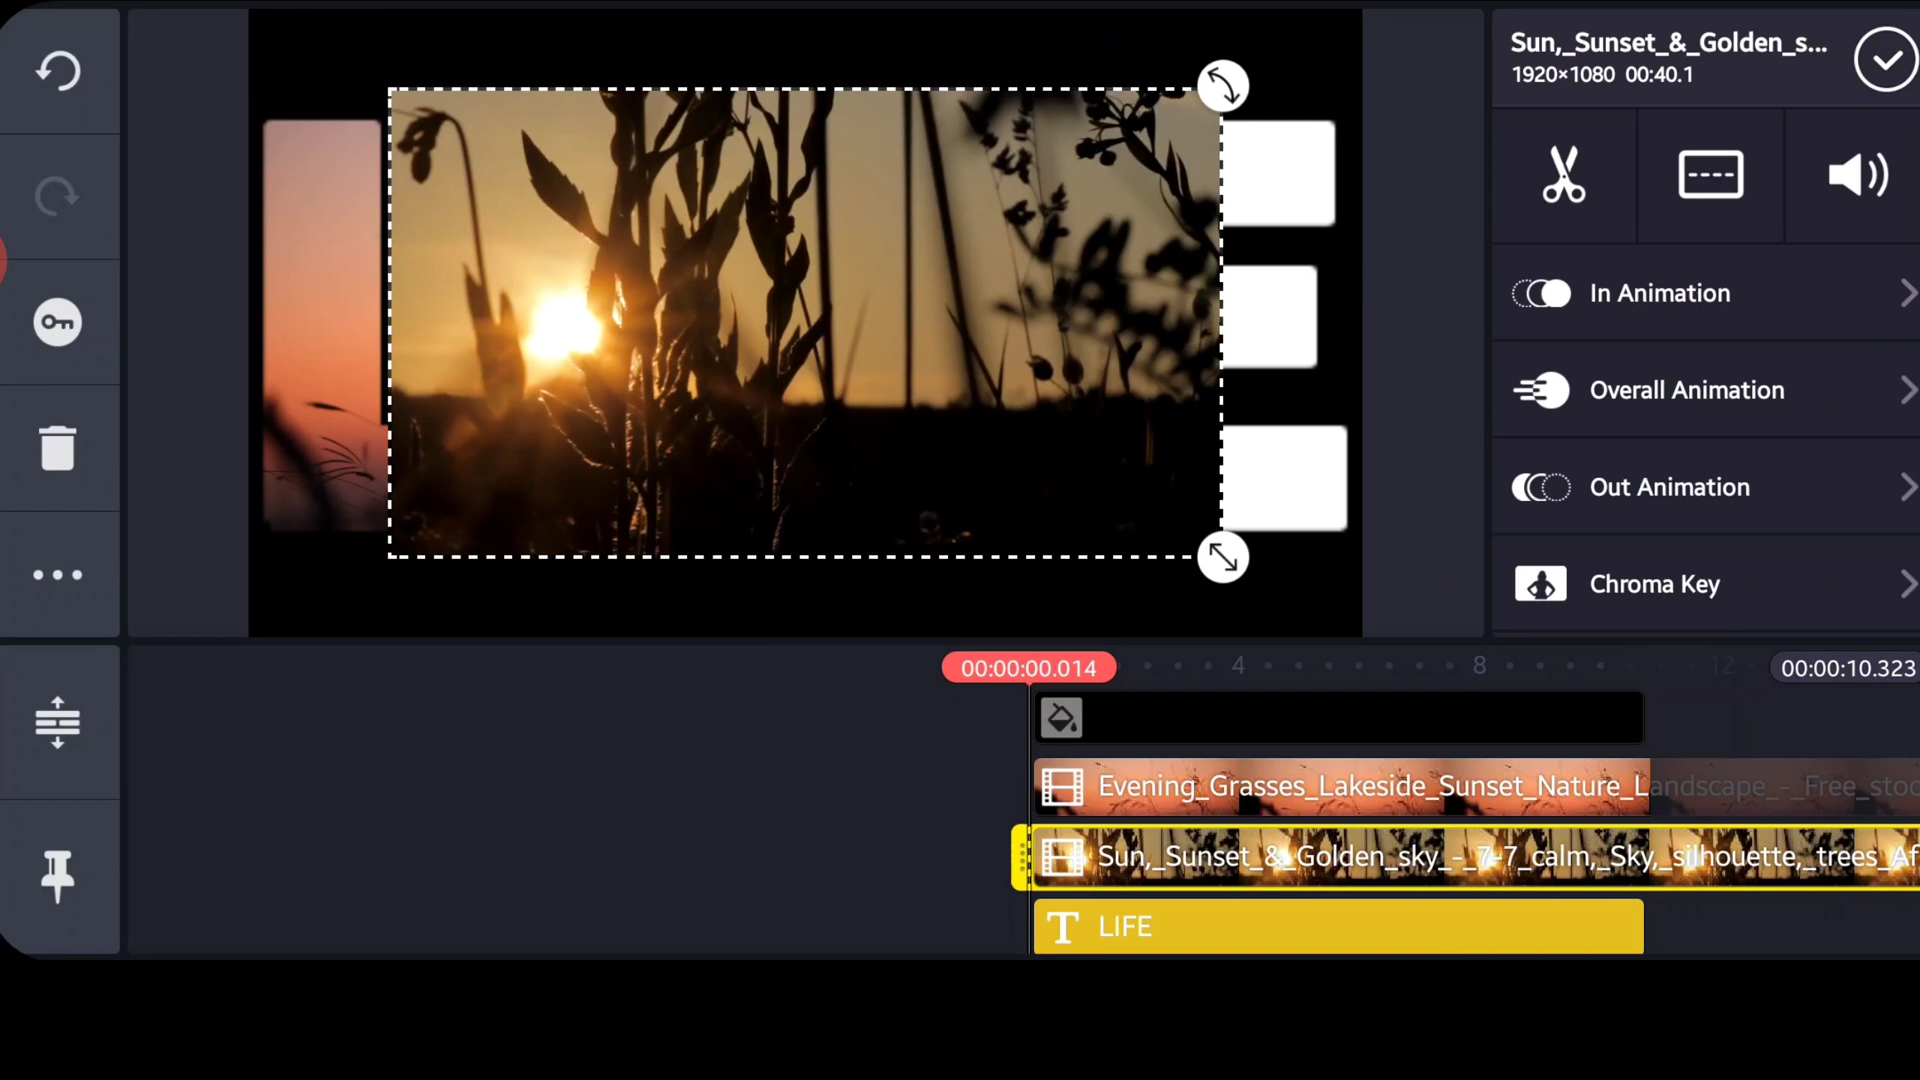 Sun,_Sunset_&_Golden_s...
1920×1080 00:40.1
In Animation
Overall Animation
Out Animation
Chroma Key
00:00:00.014
4
8
12
00:00:10.323
Evening_Grasses_Lakeside_Sunset_Nature_Landscape_-_Free_stoc
Sun,_Sunset_&_Golden_sky_-_7-7_calm,_Sky,_silhouette,_trees_Af
T LIFE